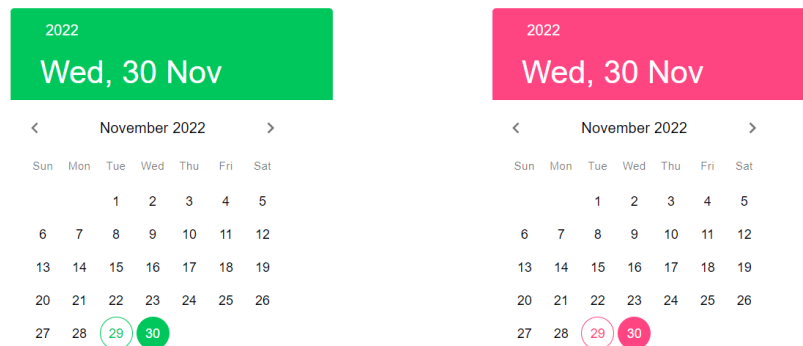 2022
Wed, 30 Nov
November 2022
Sun Mon Tue Wed Thu Fri Sat
1 2 3 4 5
6 7 8 9 10 11 12
13 14 15 16 17 18 19
20 21 22 23 24 25 26
27 28 29 30
2022
Wed, 30 Nov
November 2022
Sun Mon Tue Wed Thu Fri Sat
1 2 3 4 5
6 7 8 9 10 11 12
13 14 15 16 17 18 19
20 21 22 23 24 25 26
27 28 29 30